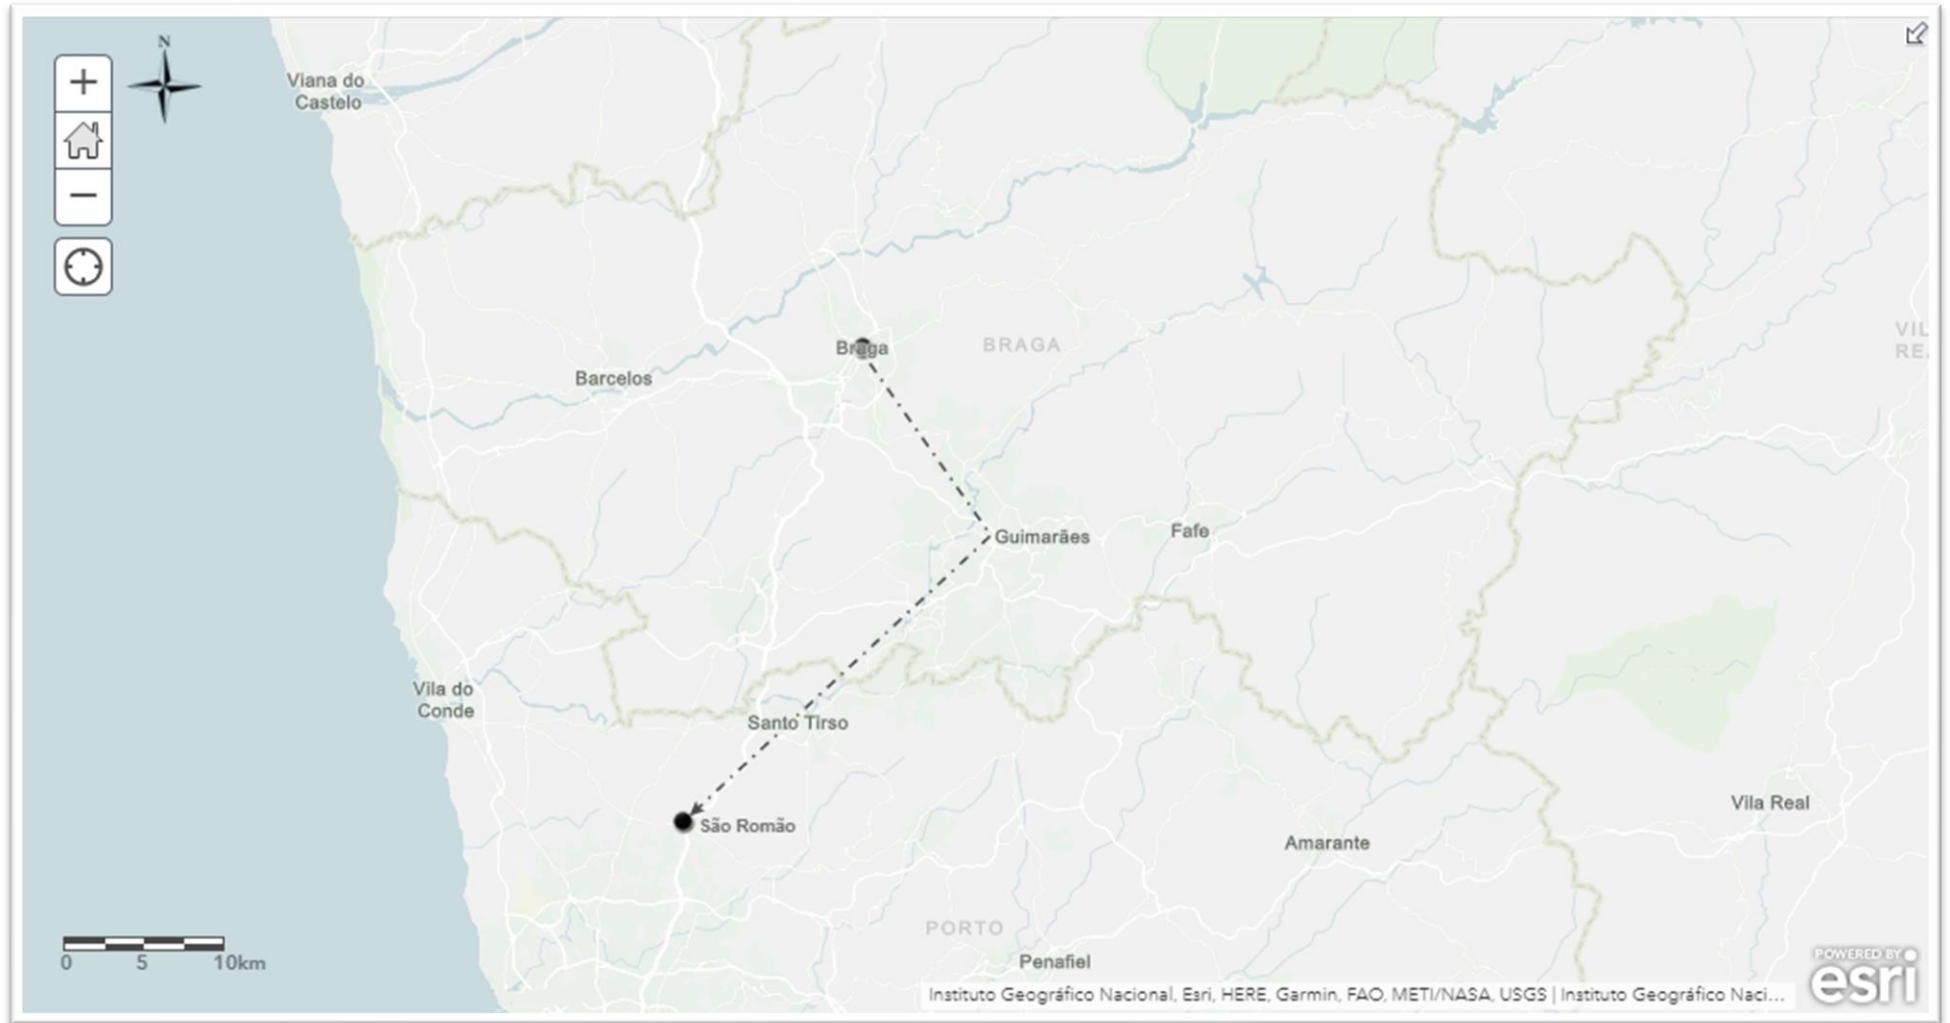 N
Viana do
Castelo
+
−
Braga
BRAGA
VIL
REA
Barcelos
Guimarães
Fafe
Vila do
Conde
Santo Tirso
São Romão
Vila Real
Amarante
PORTO
Penafiel
0 5 10km
POWERED BY
esri
Instituto Geográfico Nacional, Esri, HERE, Garmin, FAO, METI/NASA, USGS | Instituto Geográfico Naci...